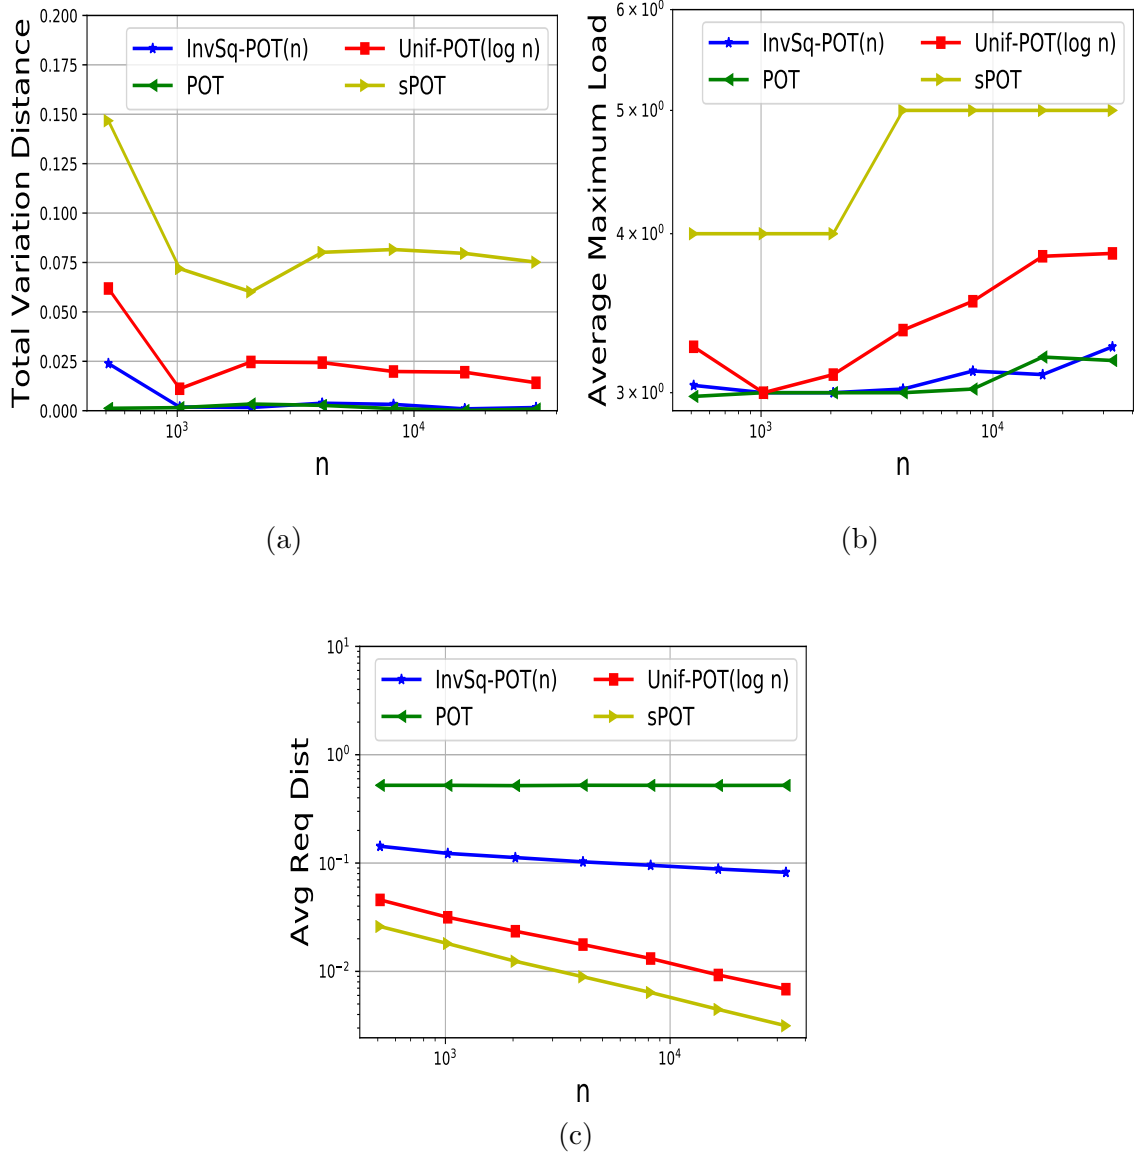 Total Variation Distance
0.200
0.175
0.150
0.125
0.100
0.075
0.050
0.025
0.000
InvSq-POT(n)
Unif-POT(log n)
POT
sPOT
10³
10⁴
n
(a)
Average Maximum Load
6 × 10⁰
5 × 10⁰
4 × 10⁰
3 × 10⁰
InvSq-POT(n)
Unif-POT(log n)
POT
sPOT
10³
10⁴
n
(b)
Avg Req Dist
10¹
10⁰
10⁻¹
10⁻²
InvSq-POT(n)
Unif-POT(log n)
POT
sPOT
10³
10⁴
n
(c)